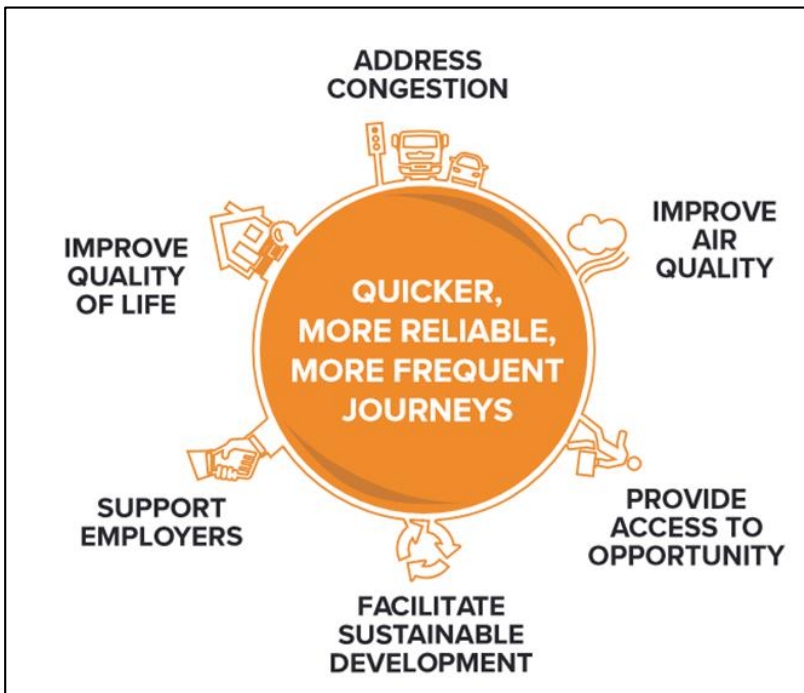 ADDRESS
CONGESTION
IMPROVE
AIR
QUALITY
IMPROVE
QUALITY
OF LIFE
QUICKER,
MORE RELIABLE,
MORE FREQUENT
JOURNEYS
SUPPORT
EMPLOYERS
PROVIDE
ACCESS TO
OPPORTUNITY
FACILITATE
SUSTAINABLE
DEVELOPMENT